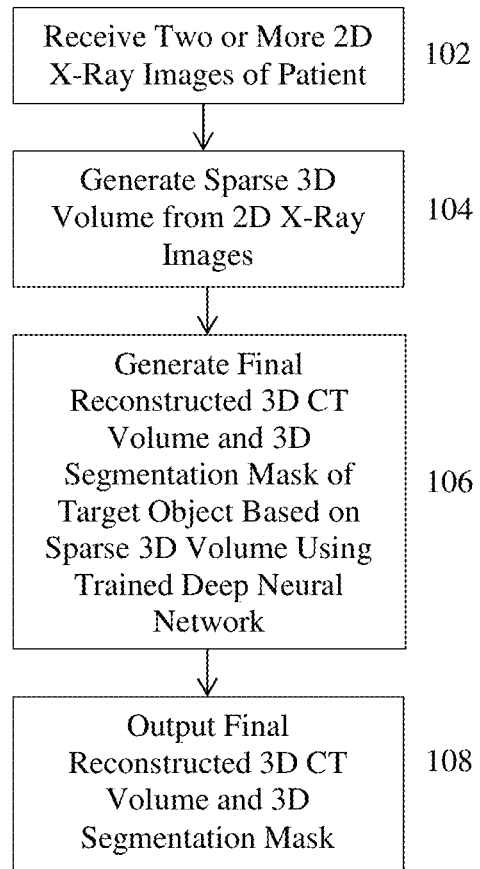 Receive Two or More 2D
X-Ray Images of Patient
102
Generate Sparse 3D
Volume from 2D X-Ray
Images
104
Generate Final
Reconstructed 3D CT
Volume and 3D
Segmentation Mask of
Target Object Based on
Sparse 3D Volume Using
Trained Deep Neural
Network
106
Output Final
Reconstructed 3D CT
Volume and 3D
Segmentation Mask
108